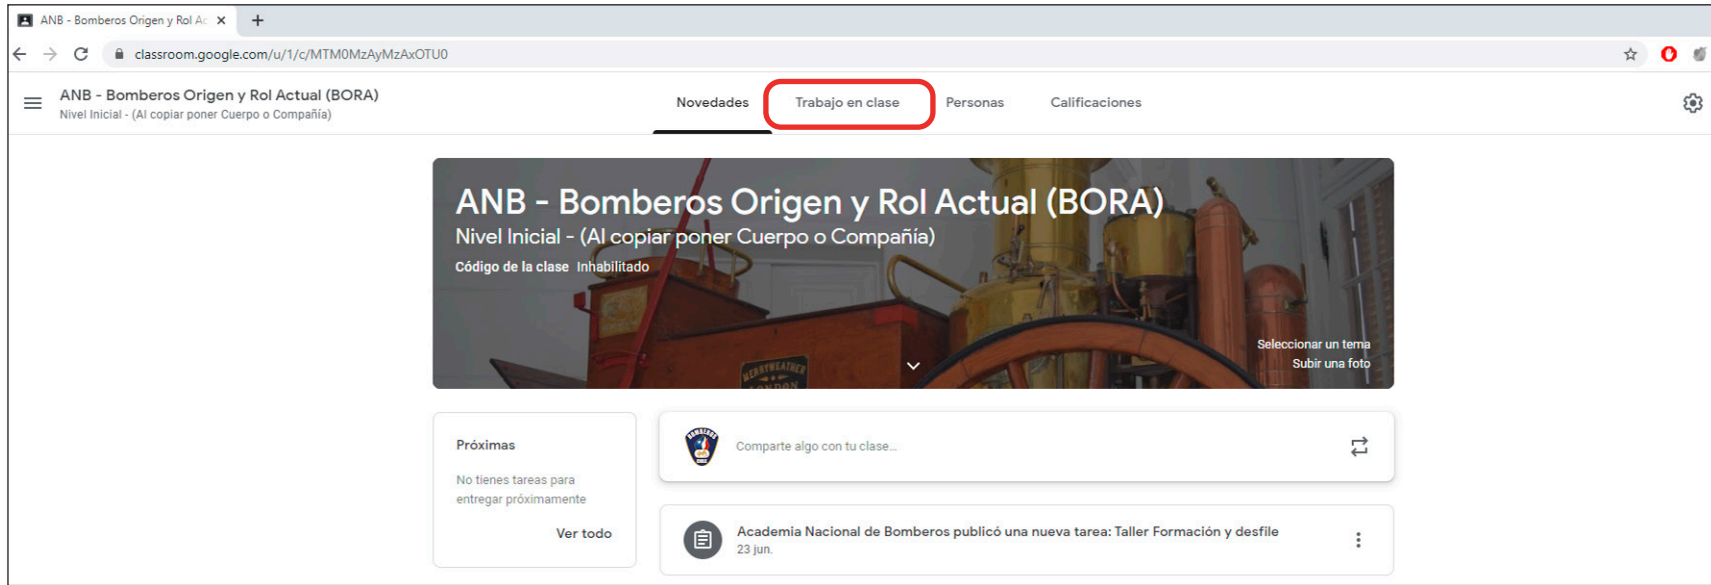 ANB - Bomberos Origen y Rol Ac
classroom.google.com/u/1/c/MTM0MzAyMzAxOTU0
ANB - Bomberos Origen y Rol Actual (BORA)
Nivel Inicial - (Al copiar poner Cuerpo o Compañía)
Novedades Trabajo en clase Personas Calificaciones
ANB - Bomberos Origen y Rol Actual (BORA)
Nivel Inicial - (Al copiar poner Cuerpo o Compañía)
Código de la clase Inhabilitado
MERRYWEATHER
LONDON
Seleccionar un tema
Subir una foto
Próximas
No tienes tareas para
entregar próximamente
Ver todo
BOMBEROS
Comparte algo con tu clase...
Academia Nacional de Bomberos publicó una nueva tarea: Taller Formación y desfile
23 jun.